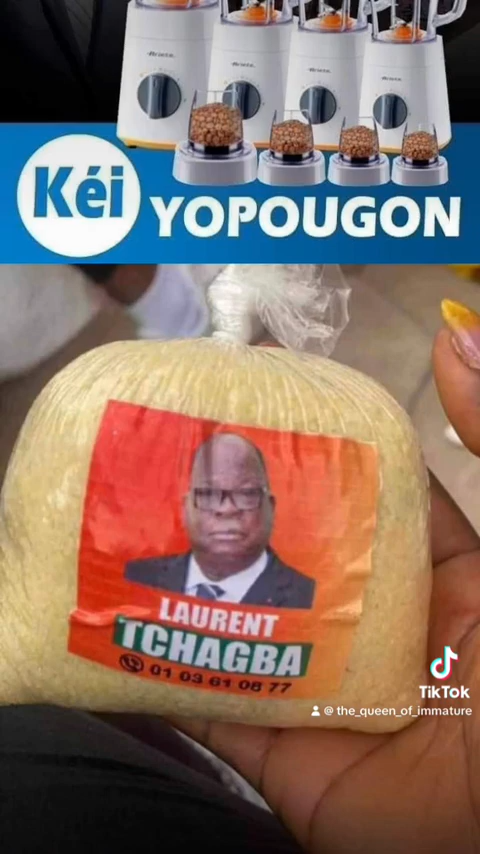 Kéi
YOPOUGON
LAURENT
TCHAGBA
01 03 61 08 77
TikTok
@ the_queen_of_immature